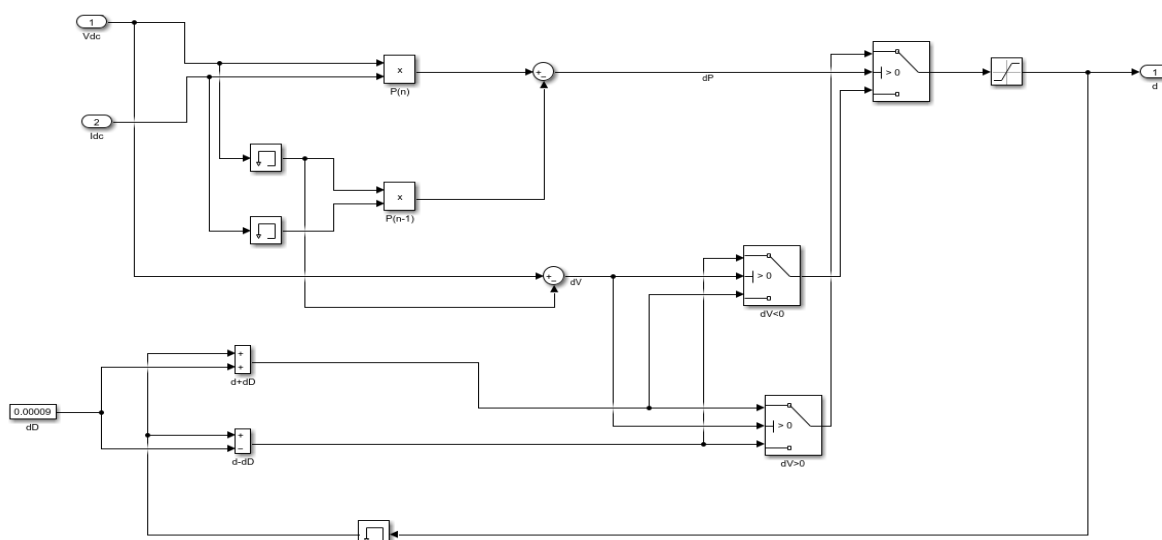 1
Vdc
x
P(n)
+
−
dP
> 0
1
d
2
Idc
x
P(n-1)
+
−
dV
> 0
dV<0
+
+
d+dD
0.00009
dD
+
−
d-dD
> 0
dV>0